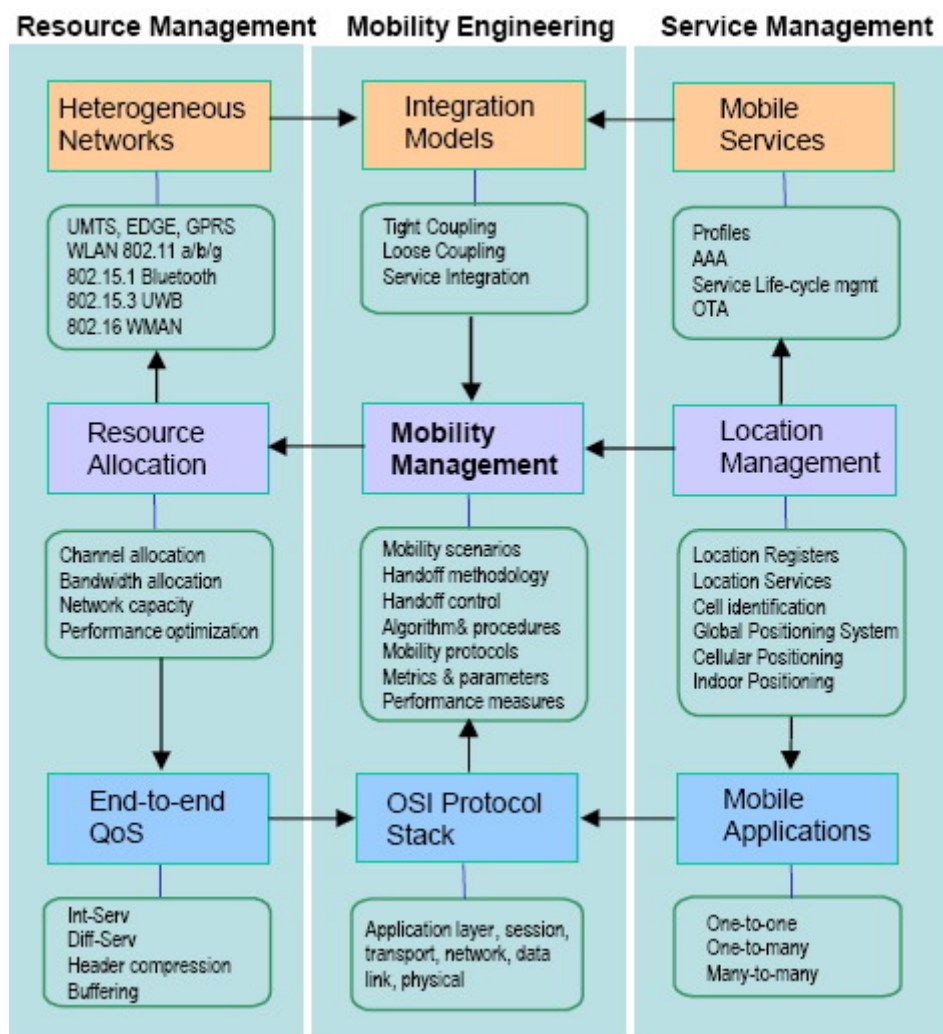 Resource Management
Mobility Engineering
Service Management
Heterogeneous
Networks
Integration
Models
Mobile
Services
UMTS, EDGE, GPRS
WLAN 802.11 a/b/g
802.15.1 Bluetooth
802.15.3 UWB
802.16 WMAN
Tight Coupling
Loose Coupling
Service Integration
Profiles
AAA
Service Life-cycle mgmt
OTA
Resource
Allocation
Mobility
Management
Location
Management
Channel allocation
Bandwidth allocation
Network capacity
Performance optimization
Mobility scenarios
Handoff methodology
Handoff control
Algorithm& procedures
Mobility protocols
Metrics & parameters
Performance measures
Location Registers
Location Services
Cell identification
Global Positioning System
Cellular Positioning
Indoor Positioning
End-to-end
QoS
OSI Protocol
Stack
Mobile
Applications
Int-Serv
Diff-Serv
Header compression
Buffering
Application layer, session,
transport, network, data
link, physical
One-to-one
One-to-many
Many-to-many